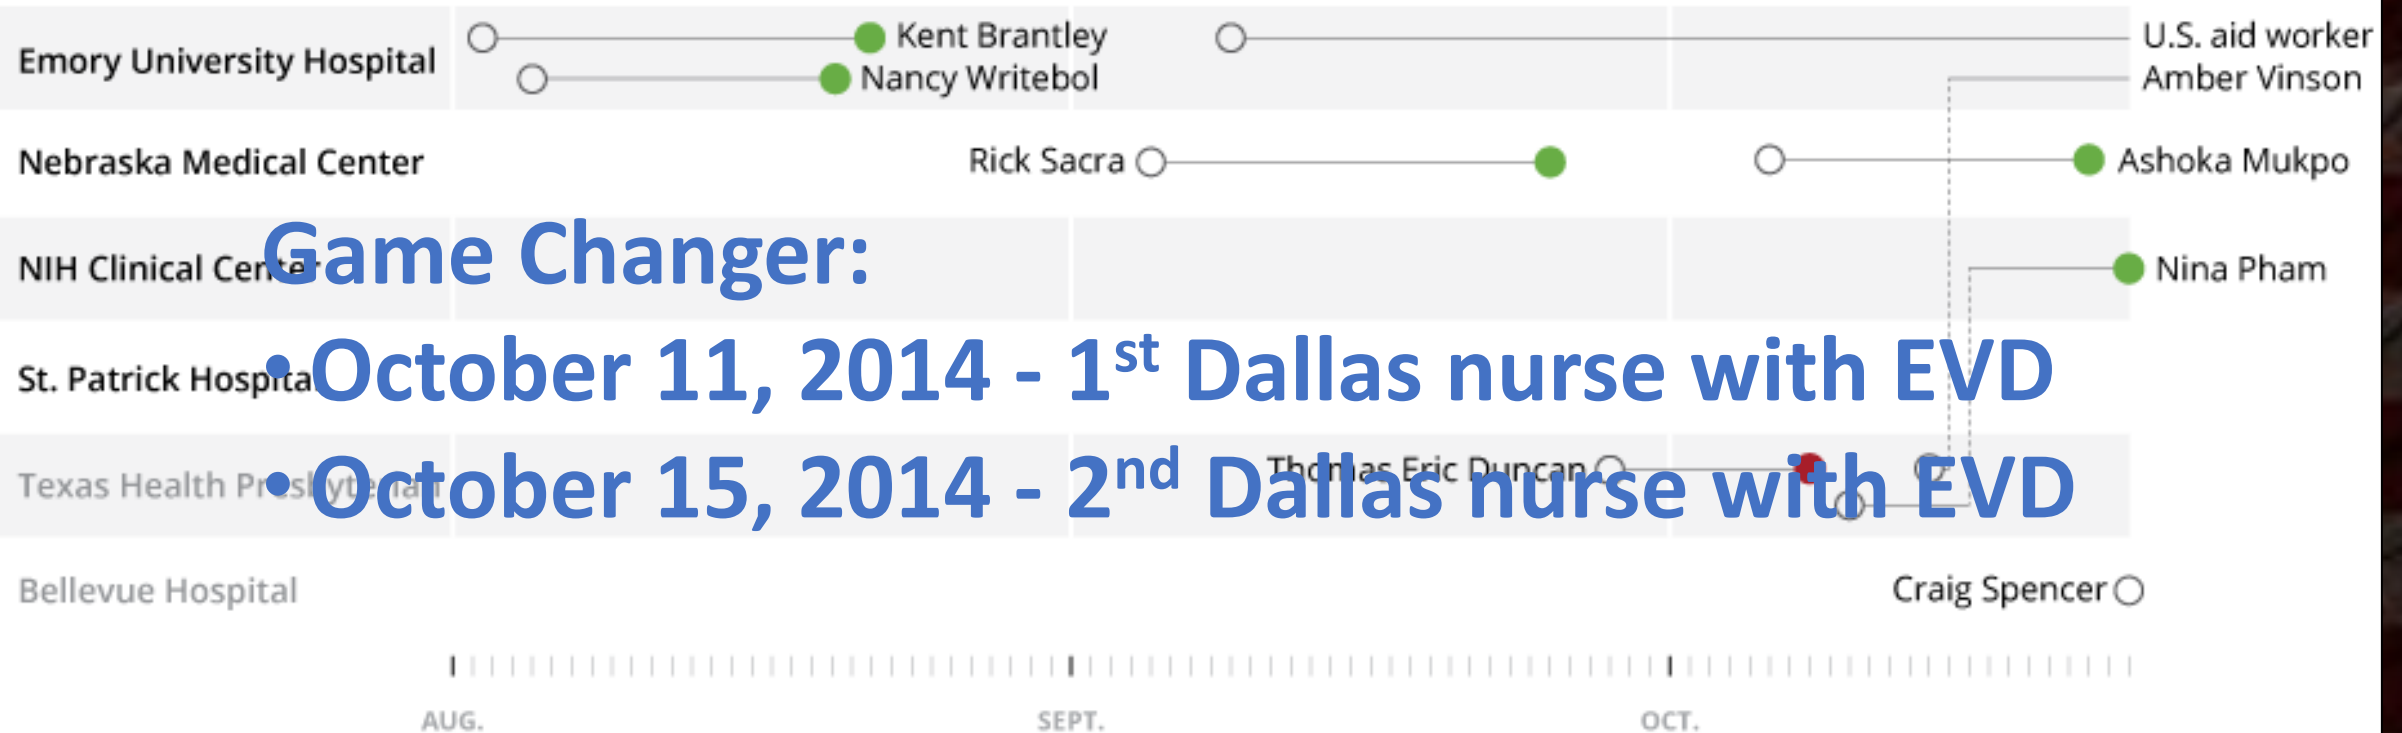 Emory University Hospital
Kent Brantley
Nancy Writebol
U.S. aid worker
Amber Vinson
Nebraska Medical Center
Rick Sacra
Ashoka Mukpo
NIH Clinical Center
Game Changer:
Nina Pham
St. Patrick Hospital
• October 11, 2014 - 1st Dallas nurse with EVD
Texas Health Presbyterian
Thomas Eric Duncan
• October 15, 2014 - 2nd Dallas nurse with EVD
Bellevue Hospital
Craig Spencer
AUG. SEPT. OCT.